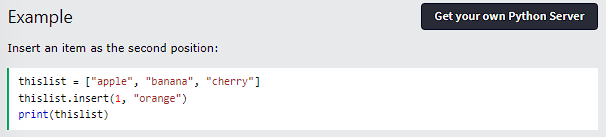 Example
Get your own Python Server
Insert an item as the second position:
thislist = ["apple", "banana", "cherry"]
thislist.insert(1, "orange")
print(thislist)